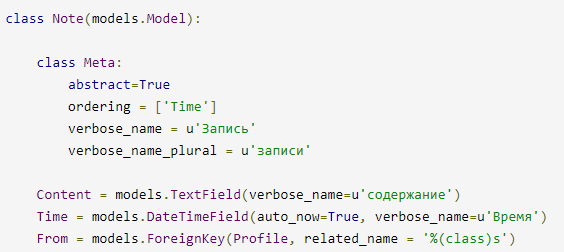 class Note(models.Model):
class Meta:
abstract=True
ordering = ['Time']
verbose_name = u'Запись'
verbose_name_plural = u'записи'
Content = models.TextField(verbose_name=u'содержание')
Time = models.DateTimeField(auto_now=True, verbose_name=u'Время')
From = models.ForeignKey(Profile, related_name = '%(class)s')